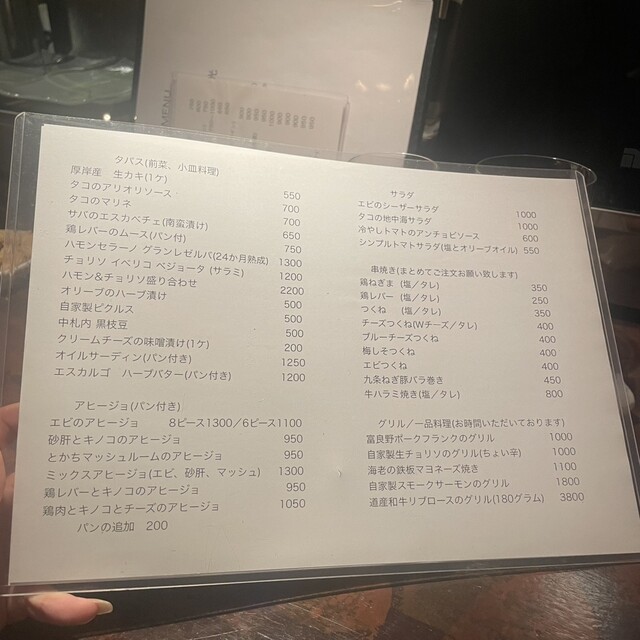 タパス(前菜、小皿料理)
厚岸産 生カキ(1ケ) 550
タコのアリオリソース 700
タコのマリネ 700
サバのエスカベチェ(南蛮漬け) 650
鶏レバーのムース(パン付) 750
ハモンセラーノ グランレゼルバ(24か月熟成) 1300
チョリソ イベリコ ベジョータ (サラミ) 1200
ハモン&チョリソ盛り合わせ 2200
オリーブのハーブ漬け 500
自家製ピクルス 500
中札内 黒枝豆 500
クリームチーズの味噌漬け(1ケ) 200
オイルサーディン(パン付き) 1250
エスカルゴ ハーブバター(パン付き) 1200
アヒージョ(パン付き)
エビのアヒージョ 8ピース1300/6ピース1100
砂肝とキノコのアヒージョ 950
とかちマッシュルームのアヒージョ 950
ミックスアヒージョ(エビ、砂肝、マッシュ) 1300
鶏レバーとキノコのアヒージョ 950
鶏肉とキノコとチーズのアヒージョ 1050
パンの追加 200
サラダ
エビのシーザーサラダ 1000
タコの地中海サラダ 1000
冷やしトマトのアンチョビソース 600
シンプルトマトサラダ(塩とオリーブオイル) 550
串焼き(まとめてご注文お願い致します)
鶏ねぎま (塩/タレ) 350
鶏レバー (塩/タレ) 250
つくね (塩/タレ) 350
チーズつくね(Wチーズ/タレ) 400
ブルーチーズつくね 400
梅しそつくね 400
エビつくね 400
九条ねぎ豚バラ巻き 450
牛ハラミ焼き(塩/タレ) 800
グリル/一品料理(お時間いただいております)
富良野ポークフランクのグリル 1000
自家製生チョリソのグリル(ちょい辛) 1000
海老の鉄板マヨネーズ焼き 1100
自家製スモークサーモンのグリル 1800
道産和牛リブロースのグリル(180グラム) 3800
MENU